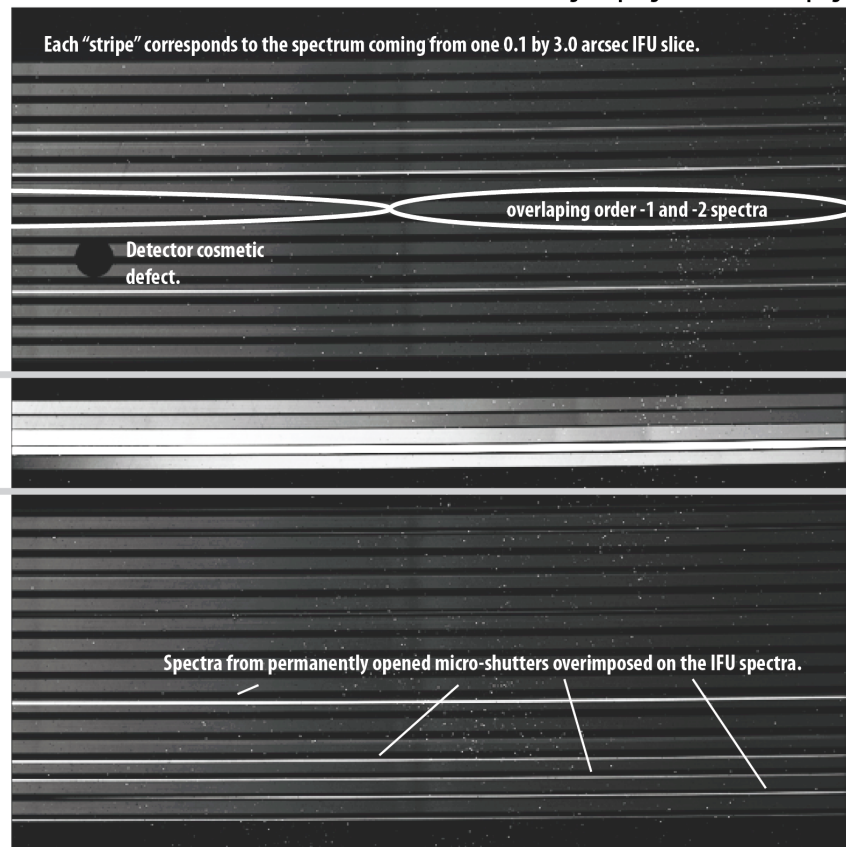 Each “stripe” corresponds to the spectrum coming from one 0.1 by 3.0 arcsec IFU slice.
overlaping order -1 and -2 spectra
Detector cosmetic
defect.
Spectra from permanently opened micro-shutters overimposed on the IFU spectra.